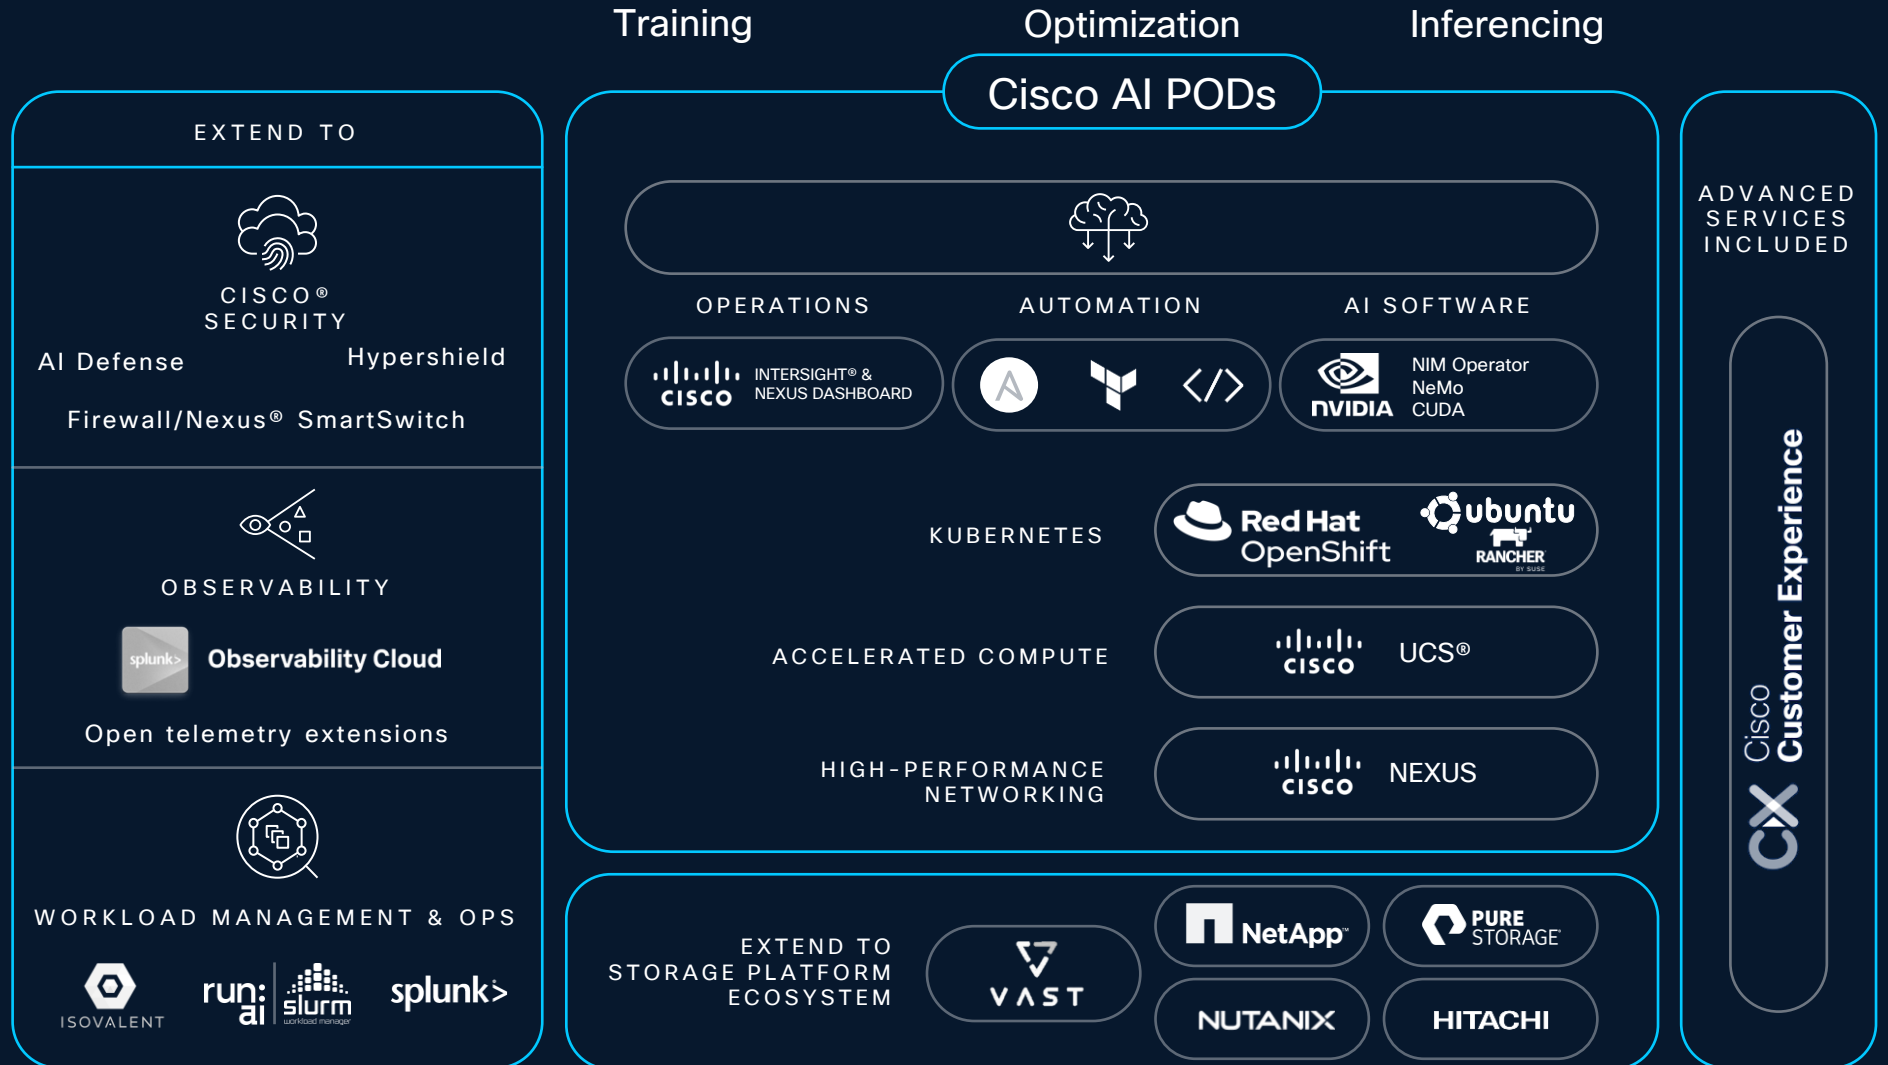 Training
Optimization
Inferencing
Cisco AI PODs
EXTEND TO
CISCO®
SECURITY
AI Defense
Hypershield
Firewall/Nexus® SmartSwitch
OBSERVABILITY
splunk>
Observability Cloud
Open telemetry extensions
WORKLOAD MANAGEMENT & OPS
ISOVALENT
run:
ai
slurm
workload manager
splunk>
OPERATIONS
AUTOMATION
AI SOFTWARE
CISCO
INTERSIGHT® &
NEXUS DASHBOARD
A
</>
NVIDIA
NIM Operator
NeMo
CUDA
KUBERNETES
Red Hat
OpenShift
ubuntu
RANCHER
BY SUSE
ACCELERATED COMPUTE
CISCO
UCS®
HIGH-PERFORMANCE
NETWORKING
CISCO
NEXUS
EXTEND TO
STORAGE PLATFORM
ECOSYSTEM
VAST
NetApp™
PURE
STORAGE®
NUTANIX
HITACHI
ADVANCED
SERVICES
INCLUDED
CX
Cisco
Customer Experience